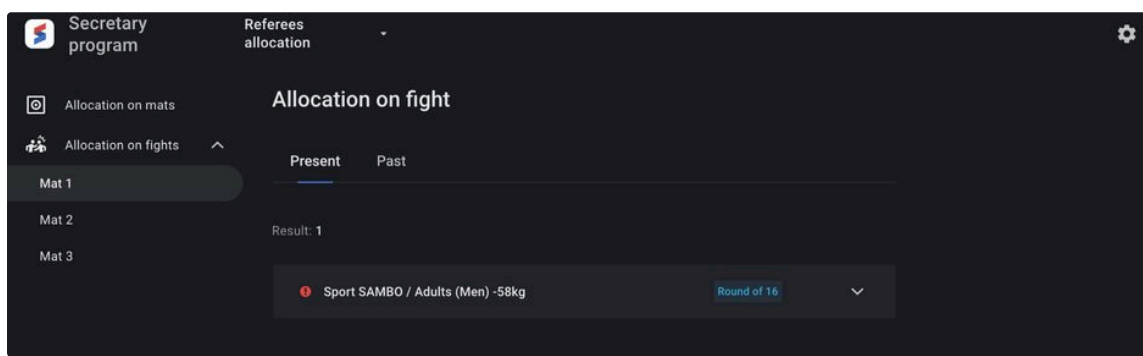 Secretary
program
Referees
allocation
Allocation on mats
Allocation on fights
Mat 1
Mat 2
Mat 3
Allocation on fight
Present
Past
Result: 1
Sport SAMBO / Adults (Men) -58kg
Round of 16